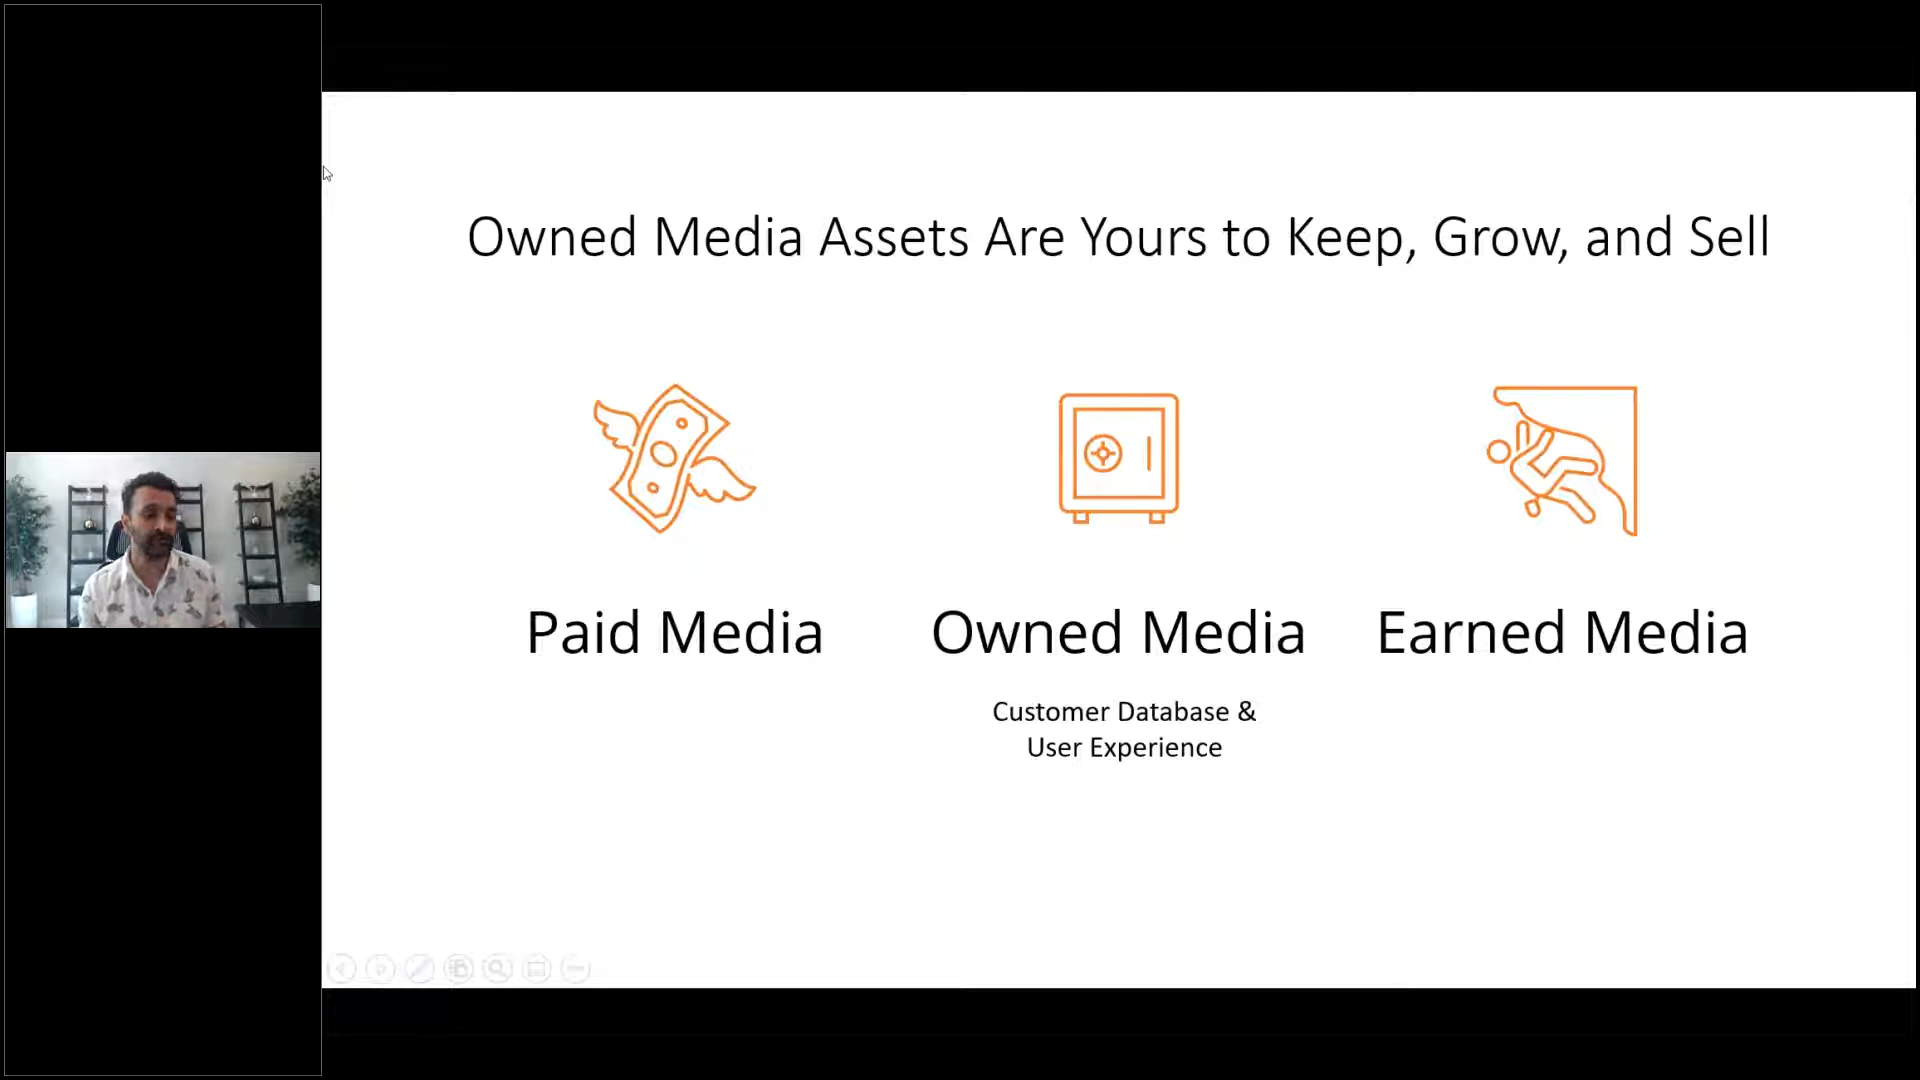 Owned Media Assets Are Yours to Keep, Grow, and Sell
Paid Media
Owned Media
Earned Media
Customer Database &
User Experience